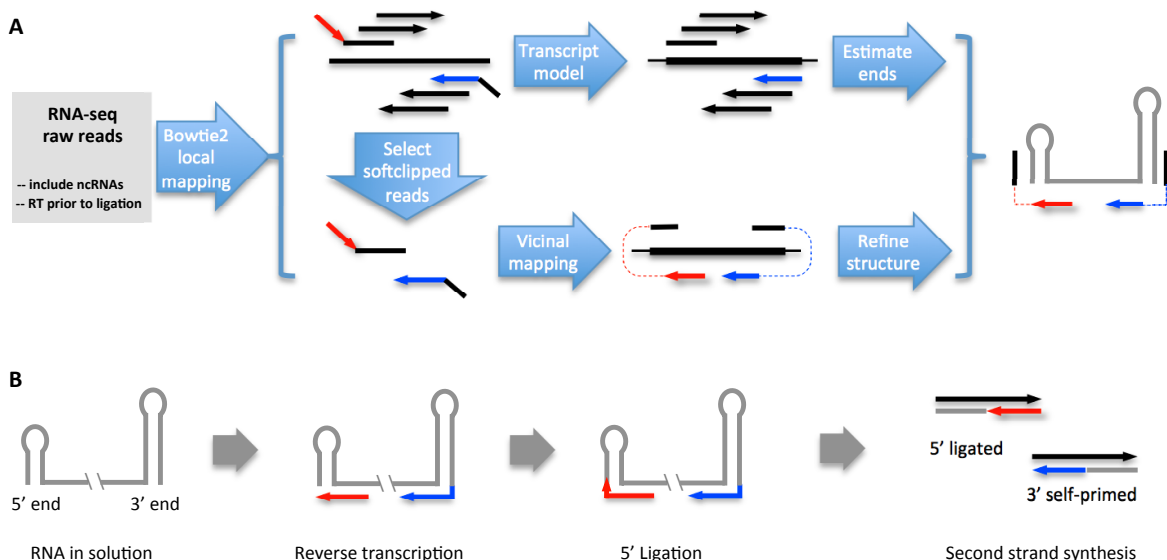 A
RNA-seq
raw reads
-- include ncRNAs
-- RT prior to ligation
Bowtie2
local
mapping
Transcript
model
Estimate
ends
Select
softclipped
reads
Vicinal
mapping
Refine
structure
B
5’ end
3’ end
5’ ligated
3’ self-primed
RNA in solution
Reverse transcription
5’ Ligation
Second strand synthesis